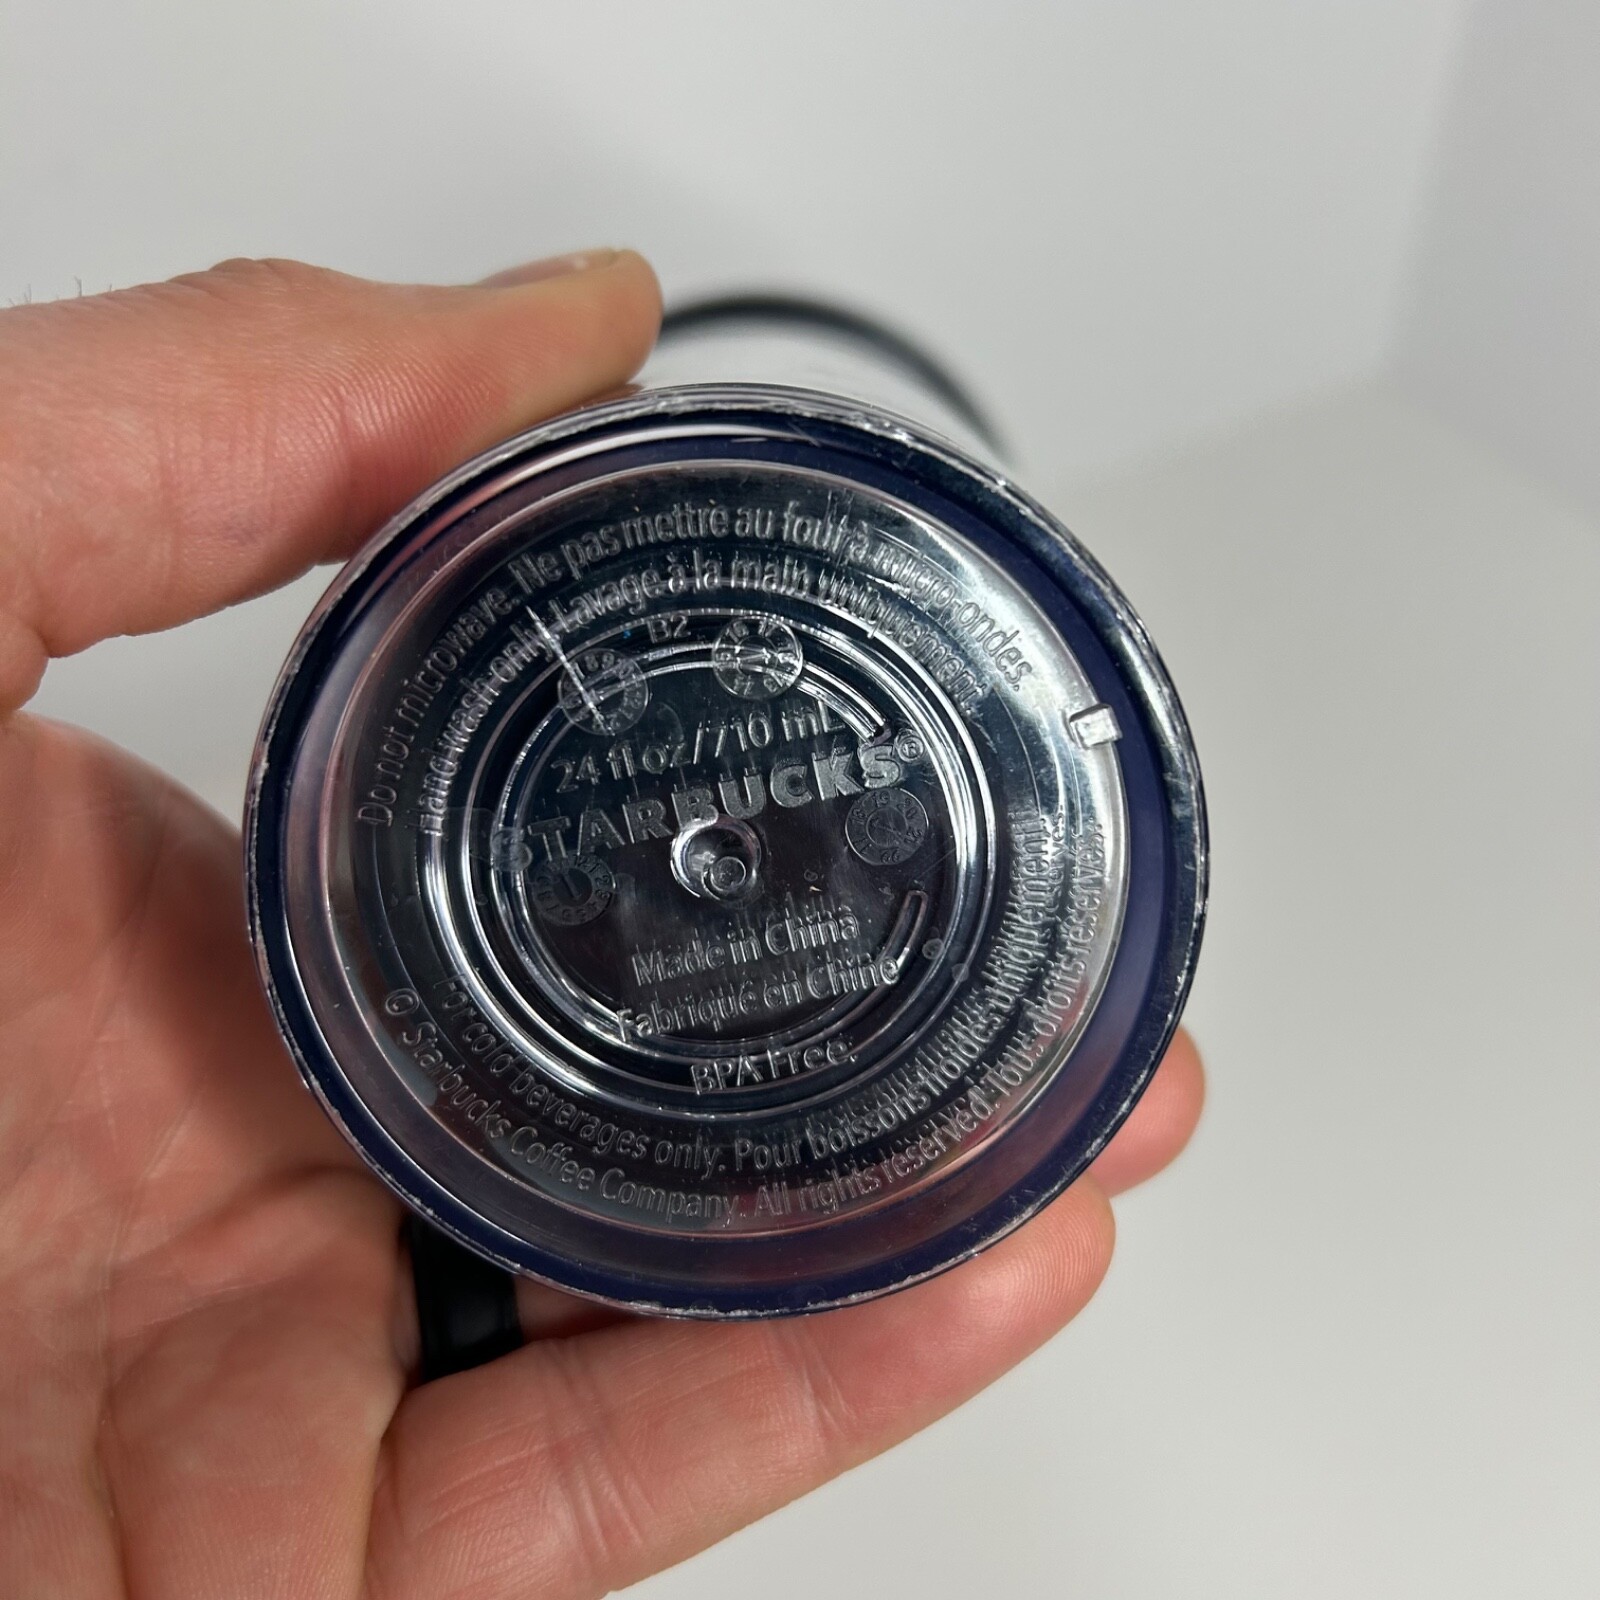 Do not microwave. Ne pas mettre au four à micro-ondes.
Hand wash only. Lavage à la main uniquement.
B2
24 fl oz/710 mL
STARBUCKS®
Made in China
Fabriqué en Chine
BPA Free.
For cold beverages only. Pour boissons froides uniquement.
© Starbucks Coffee Company. All rights reserved. Tous droits réservés.